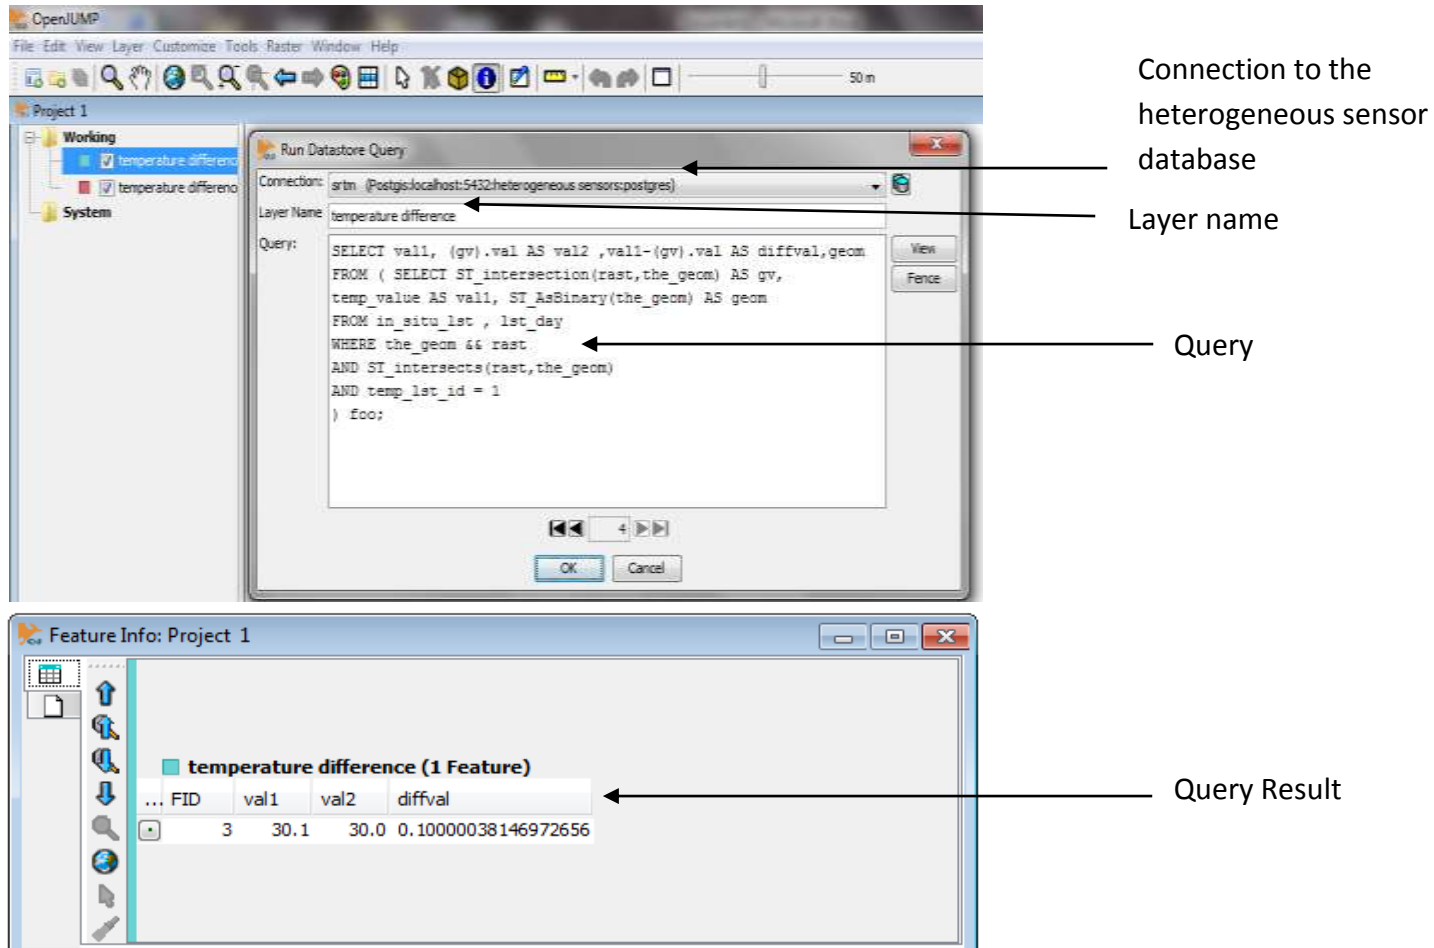 OpenJUMP
File Edit View Layer Customize Tools Raster Window Help
50 m
Project 1
Working
temperature differenc
temperature differenc
System
Run Datastore Query
Connection: srtm (Postgis:localhost:5432:heterogeneous sensors:postgres)
Layer Name temperature difference
Query:
SELECT val1, (gv).val AS val2 ,val1-(gv).val AS diffval,geom
FROM ( SELECT ST_intersection(rast,the_geom) AS gv,
temp_value AS val1, ST_AsBinary(the_geom) AS geom
FROM in_situ_lst , lst_day
WHERE the_geom && rast
AND ST_intersects(rast,the_geom)
AND temp_lst_id = 1
) foo;
View
Fence
4
OK Cancel
Connection to the
heterogeneous sensor
database
Layer name
Query
Feature Info: Project 1
temperature difference (1 Feature)
... FID val1 val2 diffval
3 30.1 30.0 0.10000038146972656
Query Result